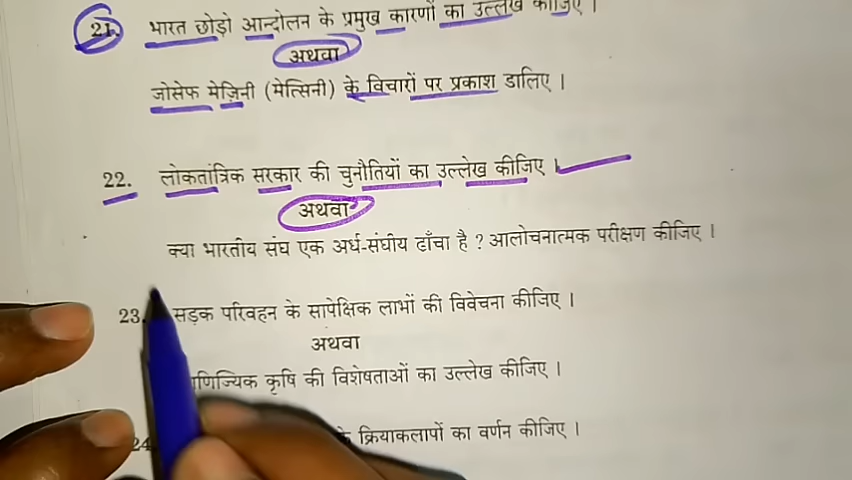 21. भारत छोड़ो आन्दोलन के प्रमुख कारणों का उल्लेख कीजिए ।
अथवा
जोसेफ मेज़िनी (मेत्सिनी) के विचारों पर प्रकाश डालिए ।
22. लोकतांत्रिक सरकार की चुनौतियों का उल्लेख कीजिए ।
अथवा
क्या भारतीय संघ एक अर्ध-संघीय ढाँचा है ? आलोचनात्मक परीक्षण कीजिए ।
23. सड़क परिवहन के सापेक्षिक लाभों की विवेचना कीजिए ।
अथवा
कृषि की विशेषताओं का उल्लेख कीजिए ।
24. के क्रियाकलापों का वर्णन कीजिए ।